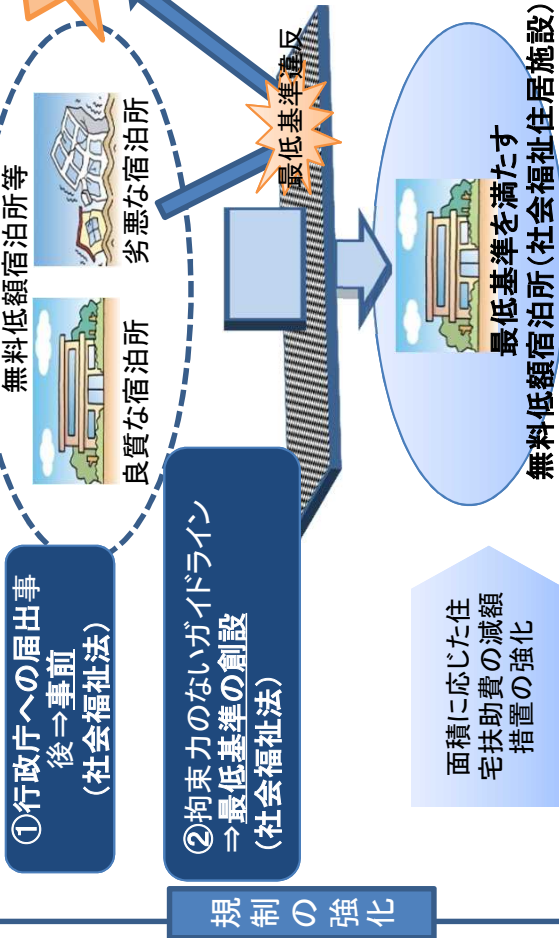 規制の強化
①行政庁への届出事
後⇒事前
(社会福祉法)
②拘束力のないガイドライン
⇒最低基準の創設
(社会福祉法)
面積に応じた住
宅扶助費の減額
措置の強化
無料低額宿泊所等
良質な宿泊所
劣悪な宿泊所
最低基準違反
最低基準を満たす
無料低額宿泊所(社会福祉住居施設)